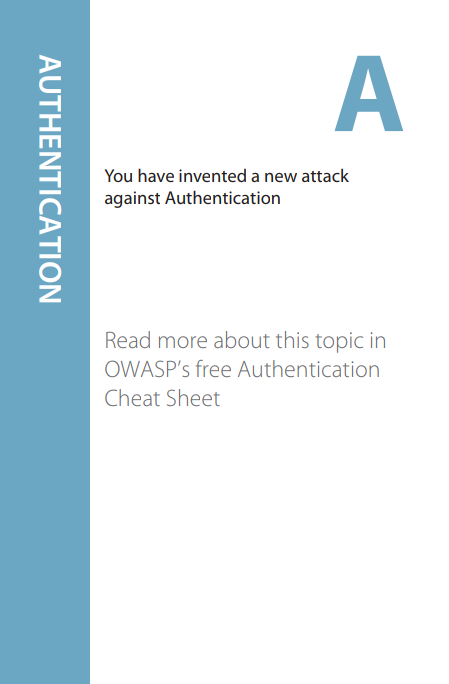 AUTHENTICATION
A
You have invented a new attack
against Authentication
Read more about this topic in
OWASP’s free Authentication
Cheat Sheet